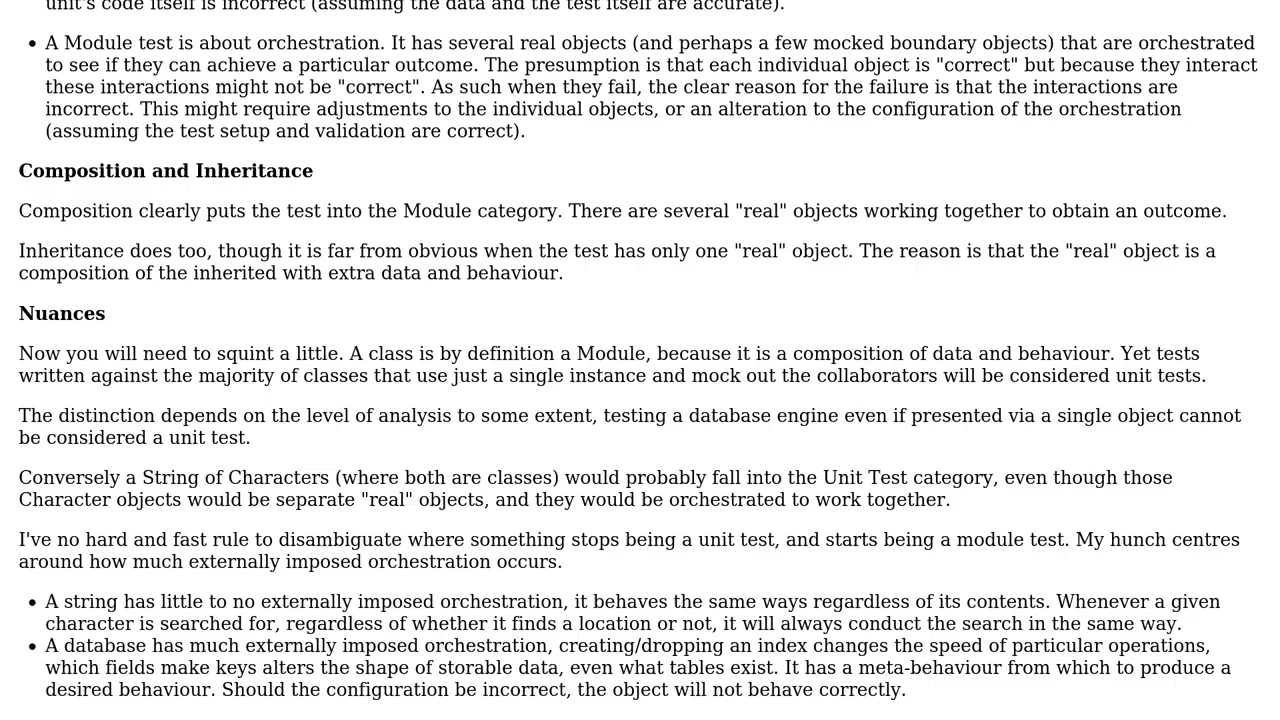 unit's code itself is incorrect (assuming the data and the test itself are accurate).
• A Module test is about orchestration. It has several real objects (and perhaps a few mocked boundary objects) that are orchestrated
to see if they can achieve a particular outcome. The presumption is that each individual object is "correct" but because they interact
these interactions might not be "correct". As such when they fail, the clear reason for the failure is that the interactions are
incorrect. This might require adjustments to the individual objects, or an alteration to the configuration of the orchestration
(assuming the test setup and validation are correct).
Composition and Inheritance
Composition clearly puts the test into the Module category. There are several "real" objects working together to obtain an outcome.
Inheritance does too, though it is far from obvious when the test has only one "real" object. The reason is that the "real" object is a
composition of the inherited with extra data and behaviour.
Nuances
Now you will need to squint a little. A class is by definition a Module, because it is a composition of data and behaviour. Yet tests
written against the majority of classes that use just a single instance and mock out the collaborators will be considered unit tests.
The distinction depends on the level of analysis to some extent, testing a database engine even if presented via a single object cannot
be considered a unit test.
Conversely a String of Characters (where both are classes) would probably fall into the Unit Test category, even though those
Character objects would be separate "real" objects, and they would be orchestrated to work together.
I've no hard and fast rule to disambiguate where something stops being a unit test, and starts being a module test. My hunch centres
around how much externally imposed orchestration occurs.
• A string has little to no externally imposed orchestration, it behaves the same ways regardless of its contents. Whenever a given
character is searched for, regardless of whether it finds a location or not, it will always conduct the search in the same way.
• A database has much externally imposed orchestration, creating/dropping an index changes the speed of particular operations,
which fields make keys alters the shape of storable data, even what tables exist. It has a meta-behaviour from which to produce a
desired behaviour. Should the configuration be incorrect, the object will not behave correctly.